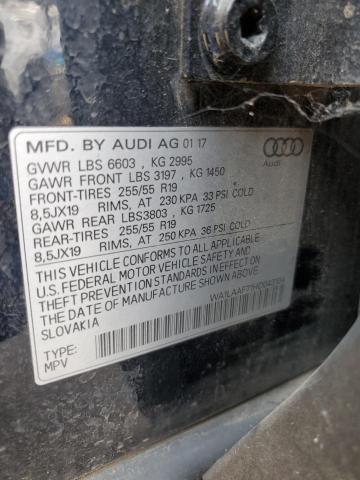 MFD. BY AUDI AG 01 17
GVWR LBS 6603 , KG 2995
GAWR FRONT LBS 3197 , KG 1450
FRONT-TIRES 255/55 R19
8,5JX19 RIMS, AT 230 KPA 33 PSI COLD
GAWR REAR LBS3803 , KG 1725
REAR-TIRES 255/55 R19
8,5JX19 RIMS, AT 250 KPA 36 PSI COLD
THIS VEHICLE CONFORMS TO ALL APPLICABLE
U.S. FEDERAL MOTOR VEHICLE SAFETY AND
THEFT PREVENTION STANDARDS IN EFFECT ON
THE DATE OF MANUFACTURE SHOWN ABOVE
SLOVAKIA
TYPE:
MPV
Audi